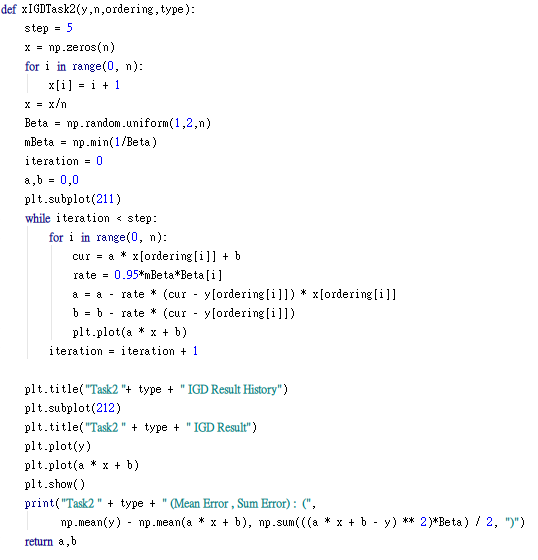 def xIGDTask2(y,n,ordering,type):
    step = 5
    x = np.zeros(n)
    for i in range(0, n):
        x[i] = i + 1
    x = x/n
    Beta = np.random.uniform(1,2,n)
    mBeta = np.min(1/Beta)
    iteration = 0
    a,b = 0,0
    plt.subplot(211)
    while iteration < step:
        for i in range(0, n):
            cur = a * x[ordering[i]] + b
            rate = 0.95*mBeta*Beta[i]
            a = a - rate * (cur - y[ordering[i]]) * x[ordering[i]]
            b = b - rate * (cur - y[ordering[i]])
            plt.plot(a * x + b)
        iteration = iteration + 1

    plt.title("Task2 "+ type + " IGD Result History")
    plt.subplot(212)
    plt.title("Task2 " + type + " IGD Result")
    plt.plot(y)
    plt.plot(a * x + b)
    plt.show()
    print("Task2 " + type + " (Mean Error , Sum Error) : (",
          np.mean(y) - np.mean(a * x + b), np.sum(((a * x + b - y) ** 2)*Beta) / 2, ")")
    return a,b